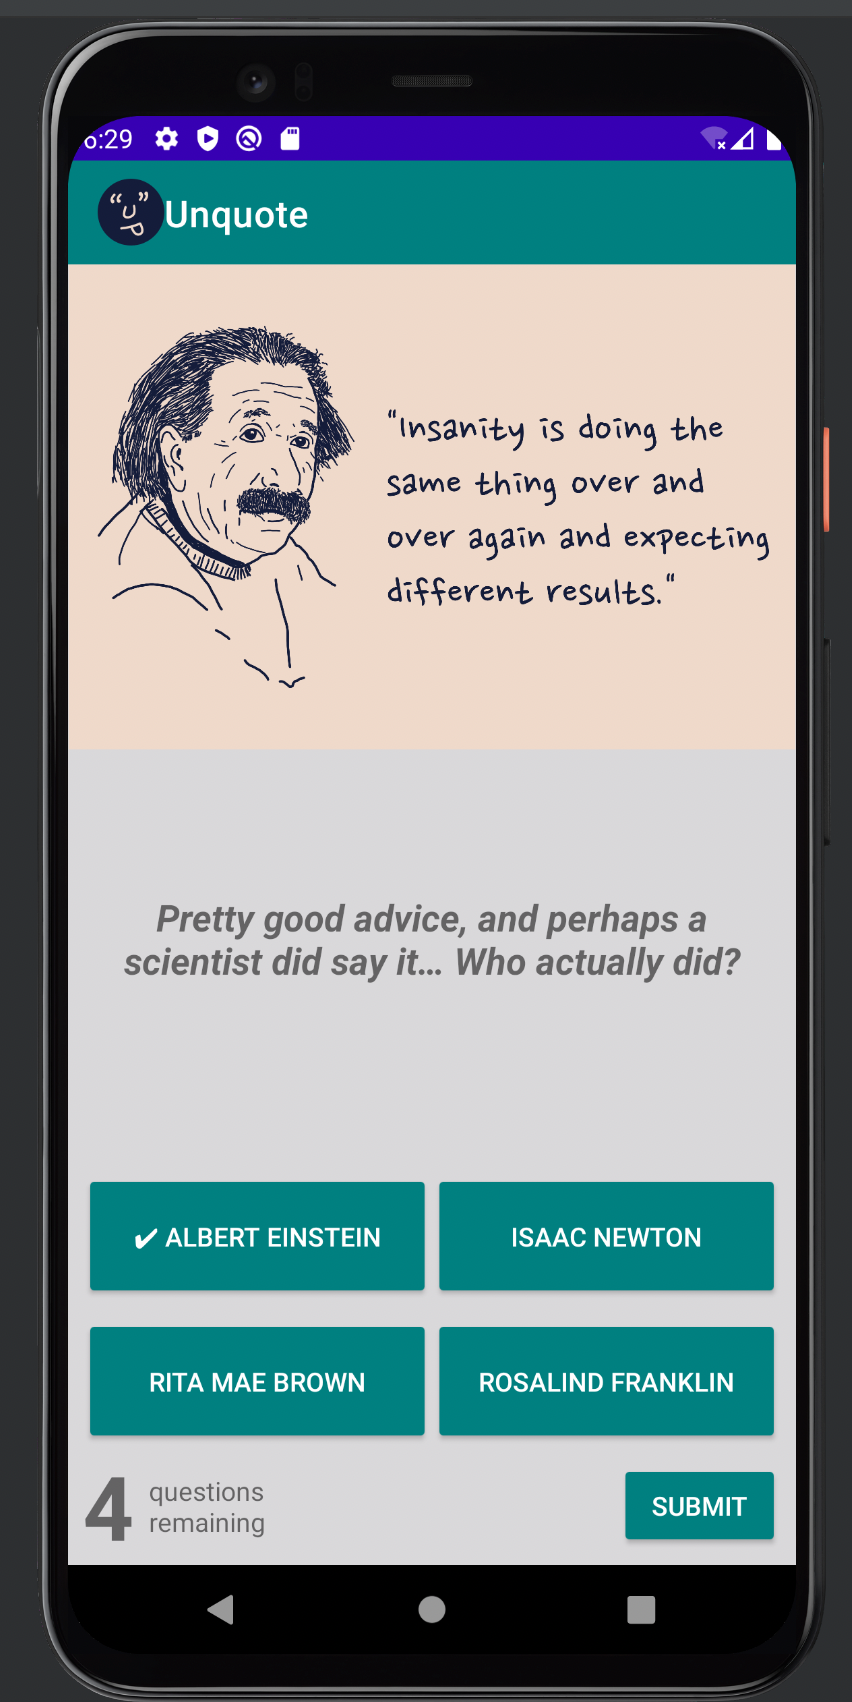 6:29
Unquote
"Insanity is doing the
same thing over and
over again and expecting
different results."
Pretty good advice, and perhaps a
scientist did say it... Who actually did?
✔ ALBERT EINSTEIN
ISAAC NEWTON
RITA MAE BROWN
ROSALIND FRANKLIN
4 questions
remaining
SUBMIT